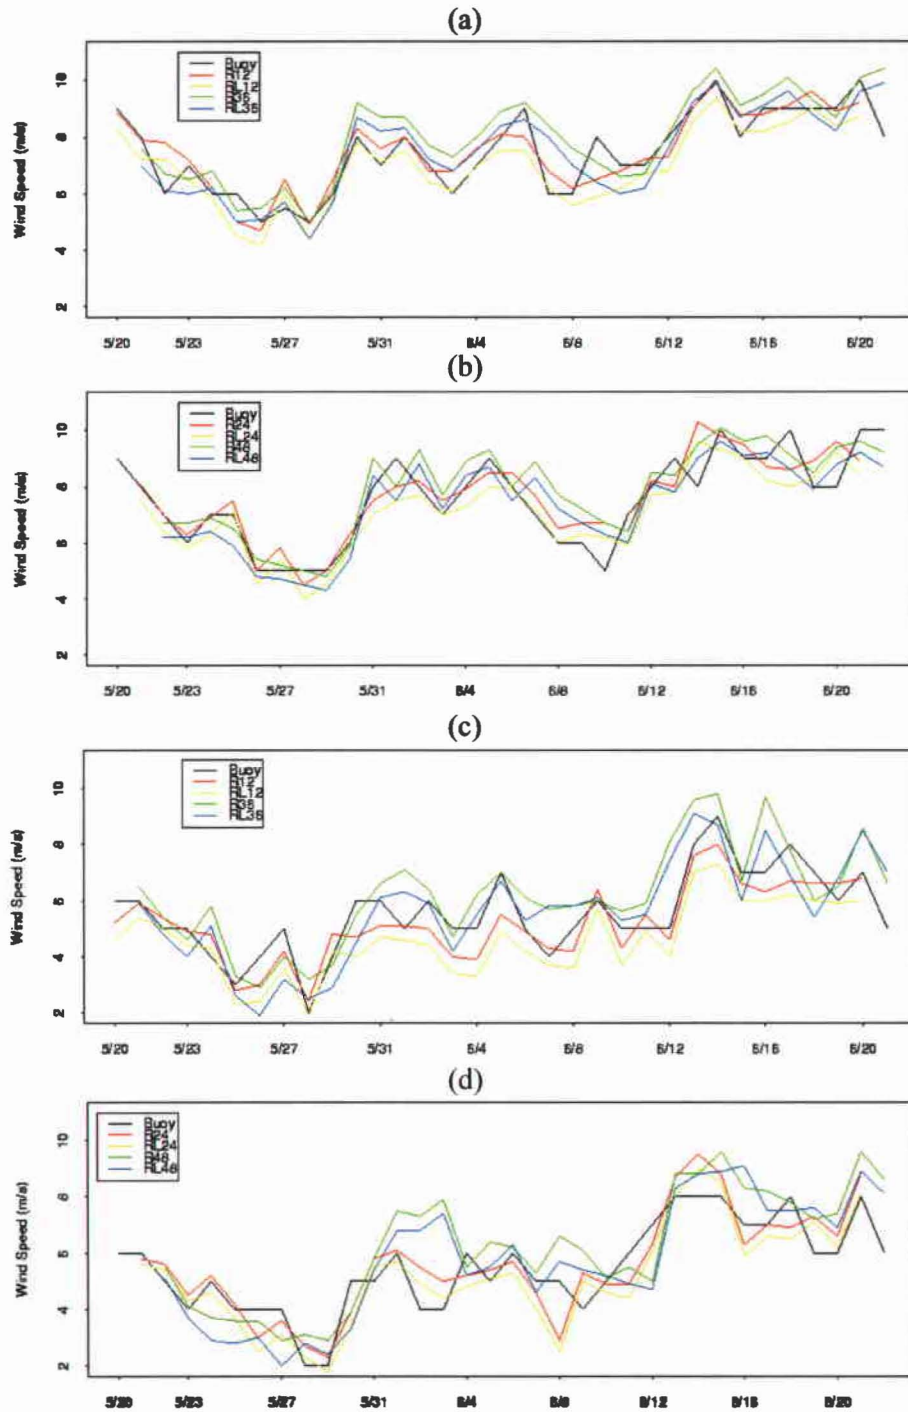 (a)
Buoy
R12
RL12
R36
RL36
Wind Speed (m/s)
10
8
6
4
2
5/20 5/23 5/27 5/31 6/4 6/8 6/12 6/16 6/20
(b)
Buoy
R24
RL24
R48
RL48
Wind Speed (m/s)
10
8
6
4
2
5/20 5/23 5/27 5/31 6/4 6/8 6/12 6/16 6/20
(c)
Buoy
R12
RL12
R36
RL36
Wind Speed (m/s)
10
8
6
4
2
5/20 5/23 5/27 5/31 6/4 6/8 6/12 6/16 6/20
(d)
Buoy
R24
RL24
R48
RL48
Wind Speed (m/s)
10
8
6
4
2
5/20 5/23 5/27 5/31 6/4 6/8 6/12 6/16 6/20